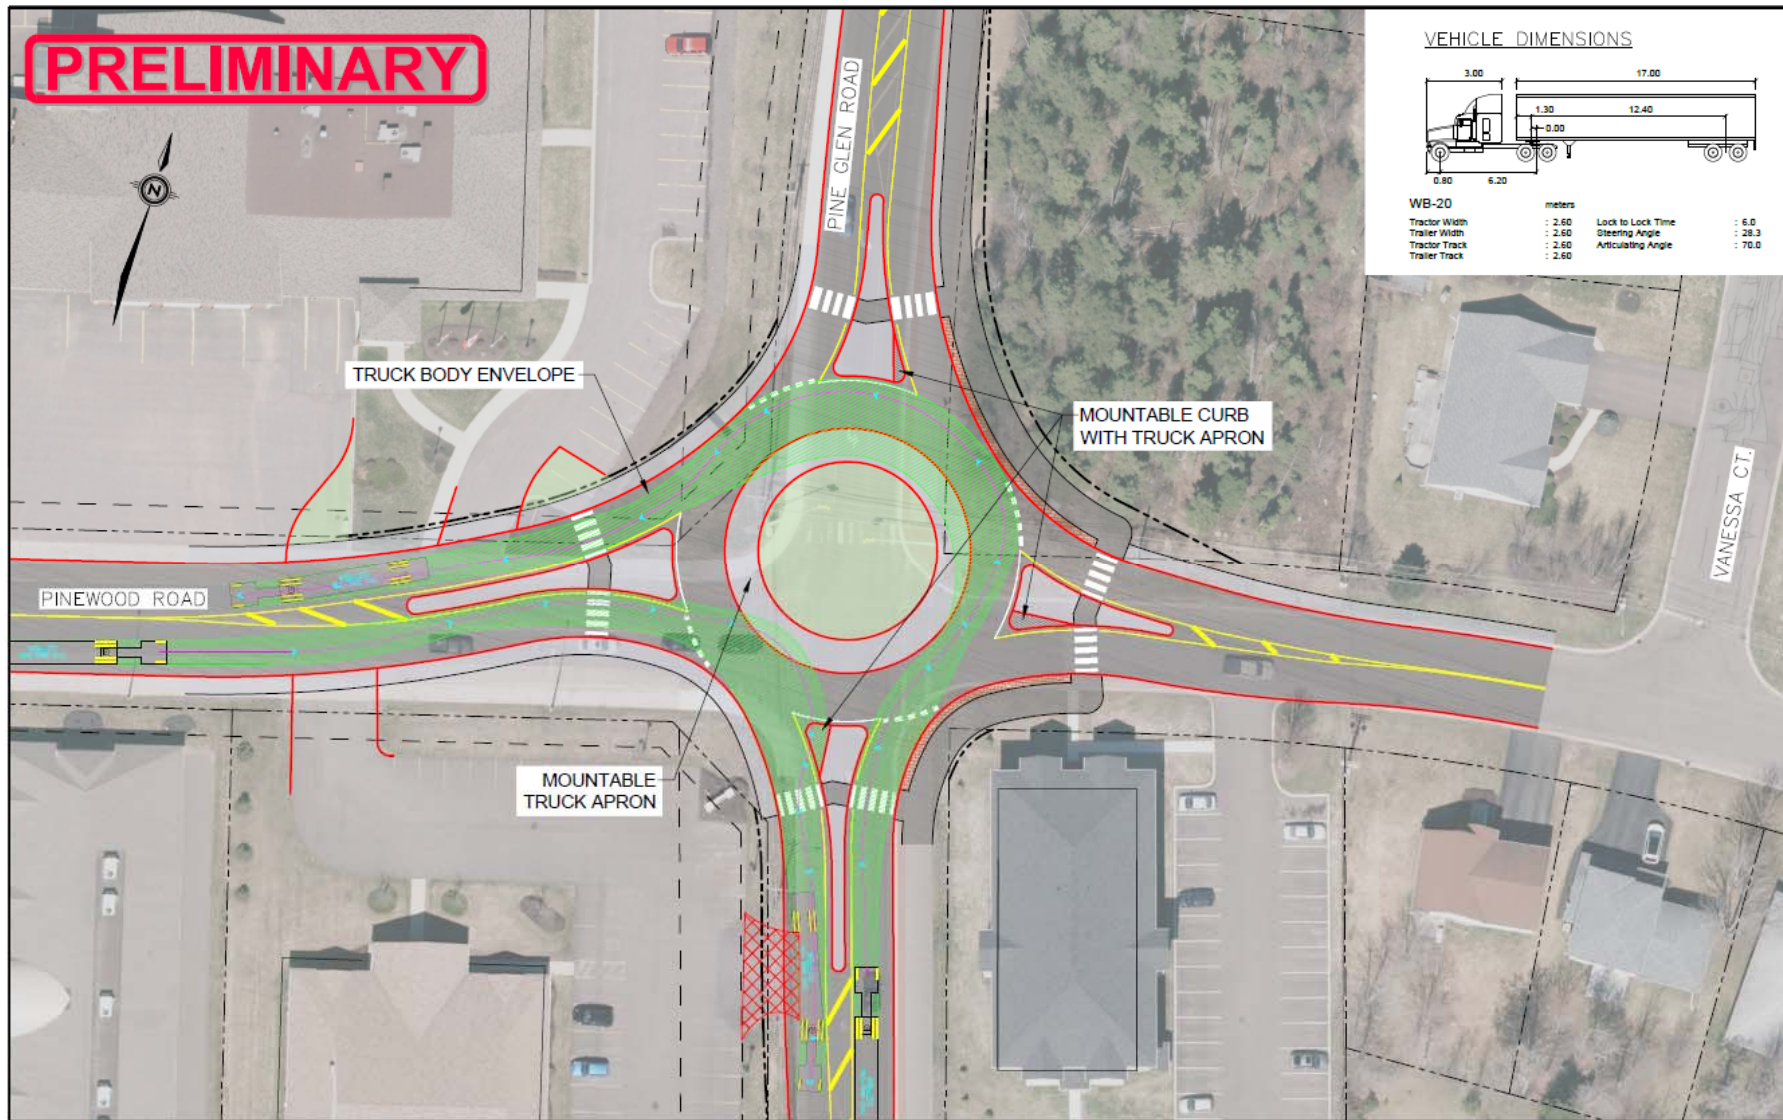 PRELIMINARY
VEHICLE DIMENSIONS
3.00
17.00
1.30
12.40
0.00
0.80
6.20
WB-20
meters
Tractor Width : 2.60
Trailer Width : 2.60
Tractor Track : 2.60
Trailer Track : 2.60
Lock to Lock Time : 6.0
Steering Angle : 28.3
Articulating Angle : 70.0
PINE GLEN ROAD
N
TRUCK BODY ENVELOPE
MOUNTABLE CURB
WITH TRUCK APRON
VANESSA CT.
PINEWOOD ROAD
MOUNTABLE
TRUCK APRON